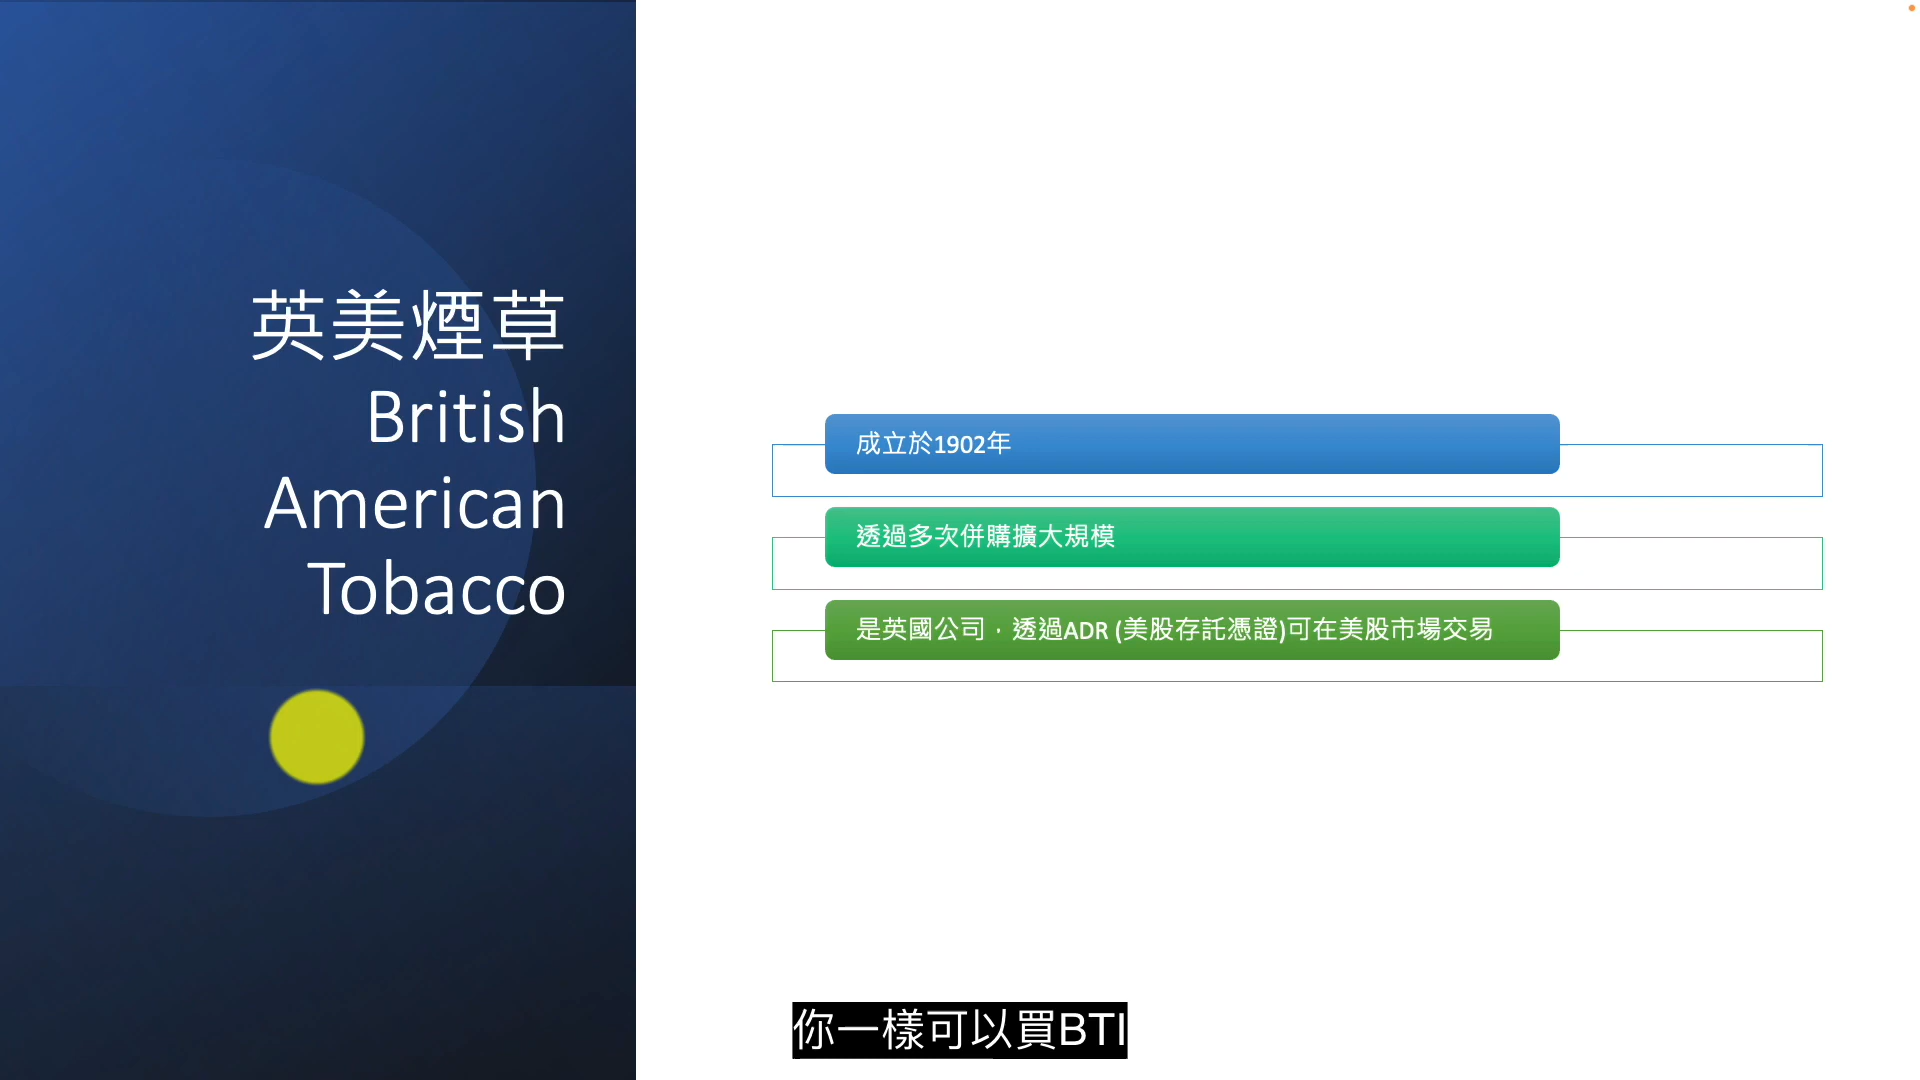 英美煙草
British
American
Tobacco
成立於1902年
透過多次併購擴大規模
是英國公司，透過ADR (美股存託憑證)可在美股市場交易
你一樣可以買BTI